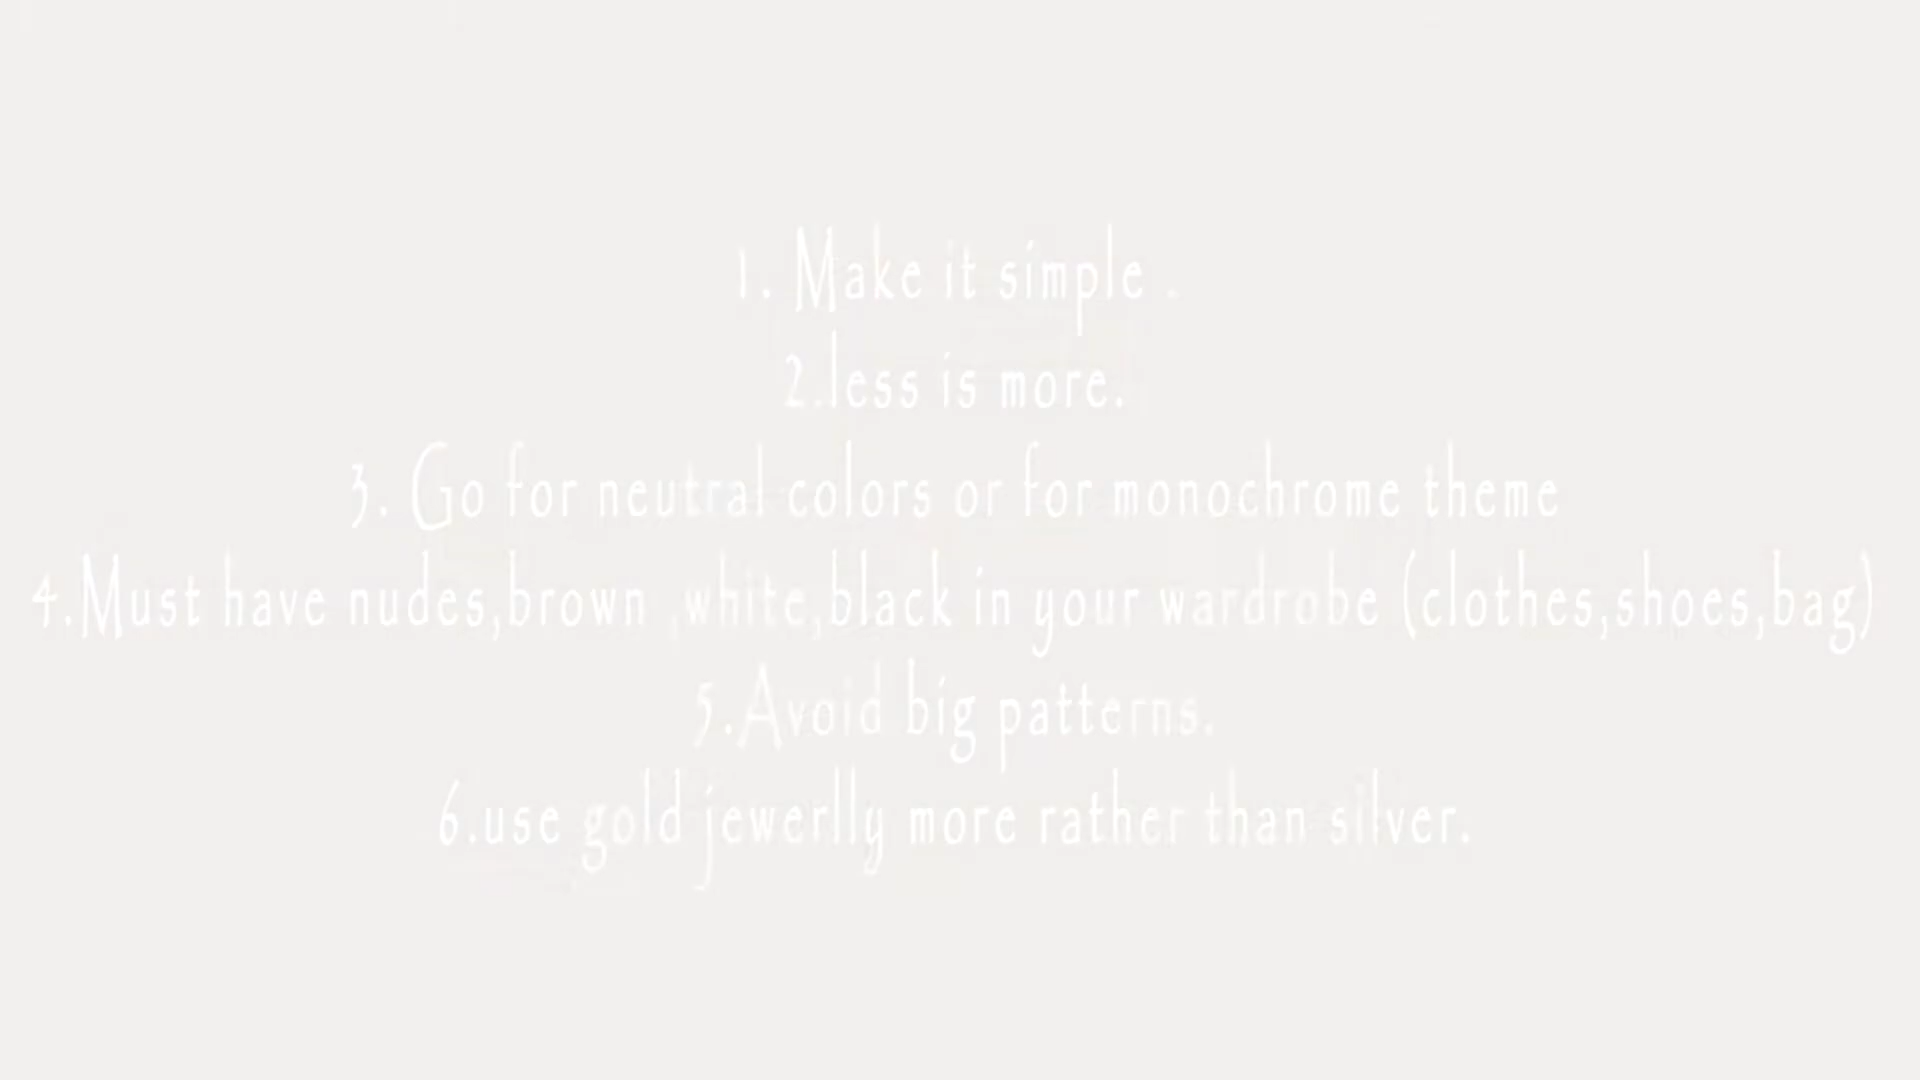 1. Make it simple .
2.less is more.
3. Go for neutral colors or for monochrome theme
4.Must have nudes,brown ,white,black in your wardrobe (clothes,shoes,bag)
5.Avoid big patterns.
6.use gold jewerlly more rather than silver.